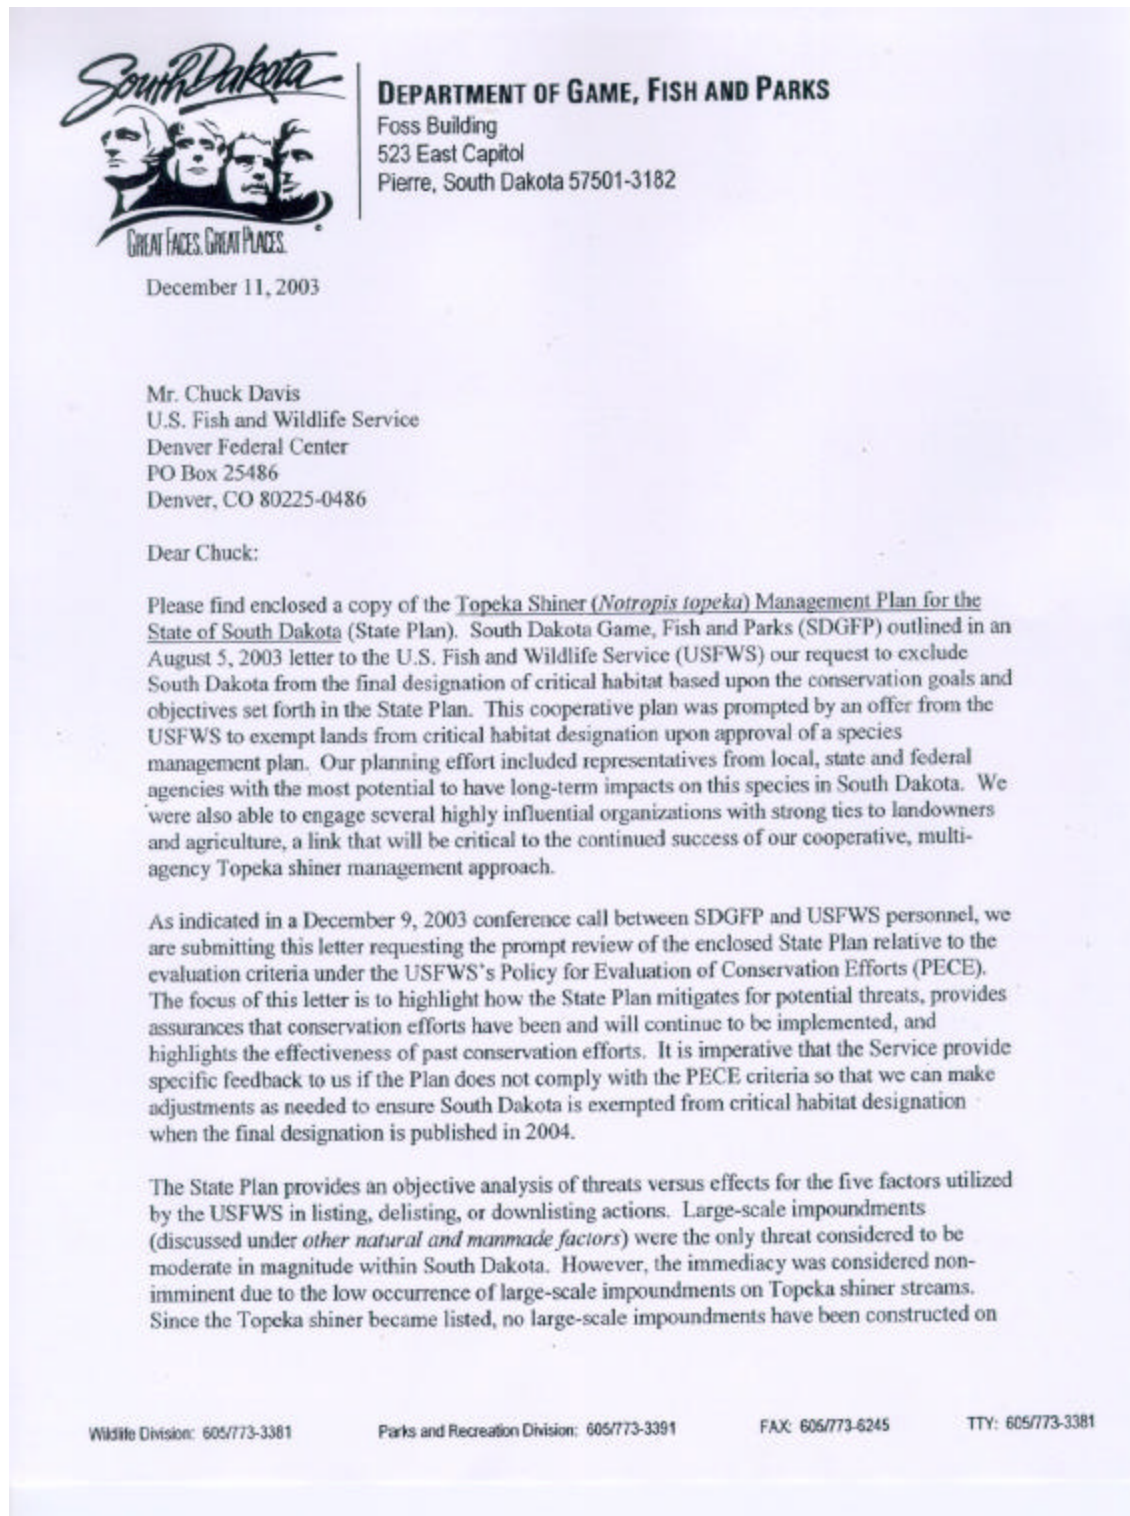 South Dakota
GREAT FACES. GREAT PLACES.
DEPARTMENT OF GAME, FISH AND PARKS
Foss Building
523 East Capitol
Pierre, South Dakota 57501-3182
December 11, 2003
Mr. Chuck Davis
U.S. Fish and Wildlife Service
Denver Federal Center
PO Box 25486
Denver, CO 80225-0486
Dear Chuck:
Please find enclosed a copy of the Topeka Shiner (Notropis topeka) Management Plan for the
State of South Dakota (State Plan). South Dakota Game, Fish and Parks (SDGFP) outlined in an
August 5, 2003 letter to the U.S. Fish and Wildlife Service (USFWS) our request to exclude
South Dakota from the final designation of critical habitat based upon the conservation goals and
objectives set forth in the State Plan. This cooperative plan was prompted by an offer from the
USFWS to exempt lands from critical habitat designation upon approval of a species
management plan. Our planning effort included representatives from local, state and federal
agencies with the most potential to have long-term impacts on this species in South Dakota. We
were also able to engage several highly influential organizations with strong ties to landowners
and agriculture, a link that will be critical to the continued success of our cooperative, multi-
agency Topeka shiner management approach.
As indicated in a December 9, 2003 conference call between SDGFP and USFWS personnel, we
are submitting this letter requesting the prompt review of the enclosed State Plan relative to the
evaluation criteria under the USFWS's Policy for Evaluation of Conservation Efforts (PECE).
The focus of this letter is to highlight how the State Plan mitigates for potential threats, provides
assurances that conservation efforts have been and will continue to be implemented, and
highlights the effectiveness of past conservation efforts. It is imperative that the Service provide
specific feedback to us if the Plan does not comply with the PECE criteria so that we can make
adjustments as needed to ensure South Dakota is exempted from critical habitat designation
when the final designation is published in 2004.
The State Plan provides an objective analysis of threats versus effects for the five factors utilized
by the USFWS in listing, delisting, or downlisting actions. Large-scale impoundments
(discussed under other natural and manmade factors) were the only threat considered to be
moderate in magnitude within South Dakota. However, the immediacy was considered non-
imminent due to the low occurrence of large-scale impoundments on Topeka shiner streams.
Since the Topeka shiner became listed, no large-scale impoundments have been constructed on
Wildlife Division: 605/773-3381 Parks and Recreation Division: 605/773-3391 FAX: 605/773-6245 TTY: 605/773-3381